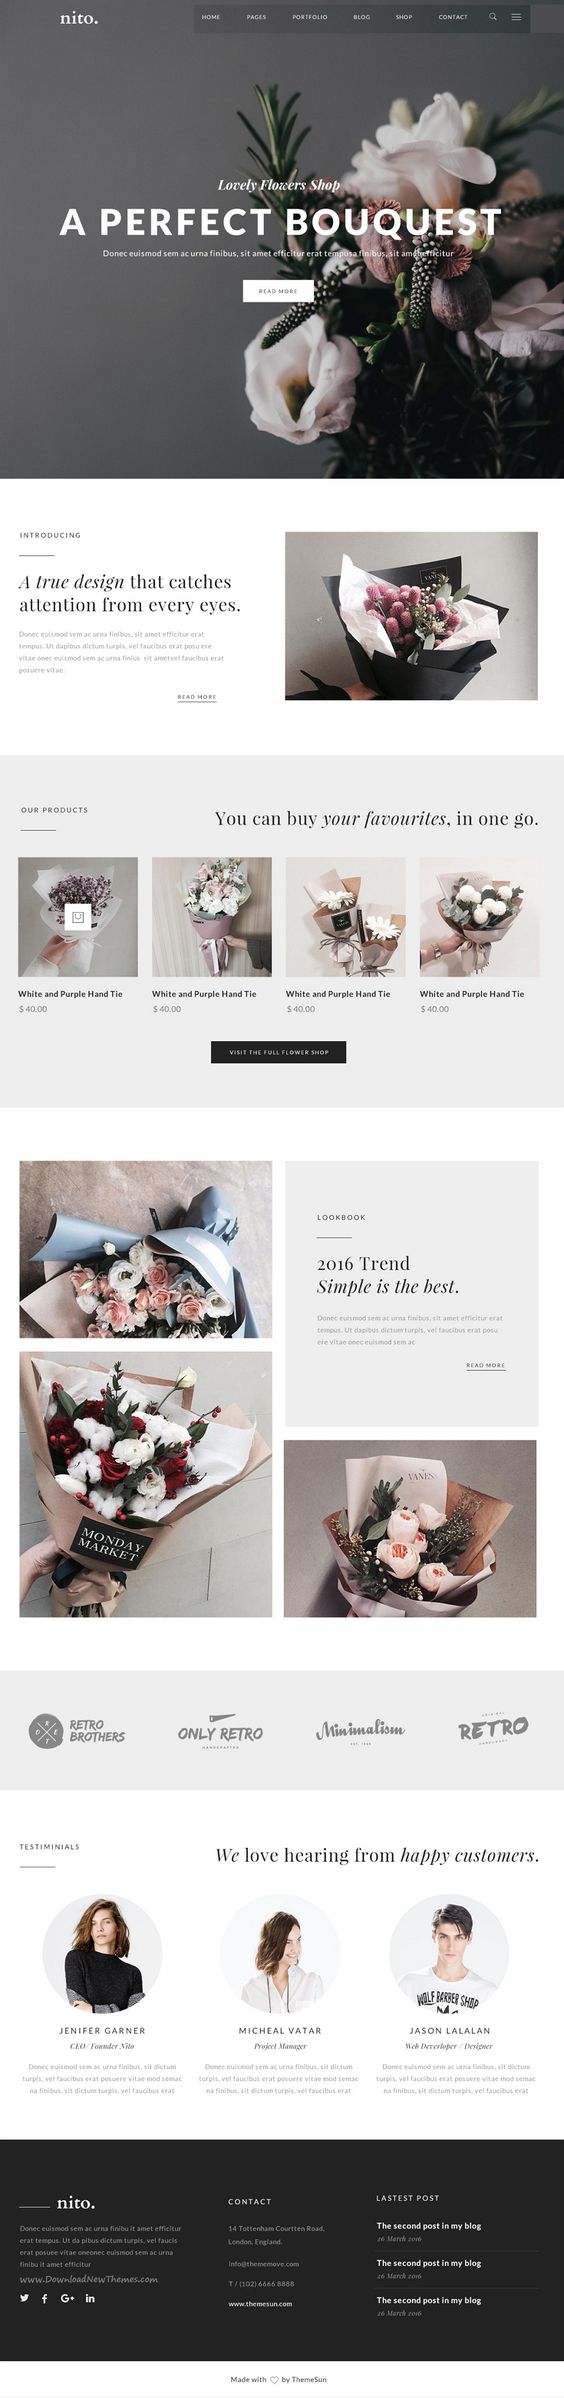 nito.
HOME PAGES PORTFOLIO BLOG SHOP CONTACT
Lovely Flowers Shop
A PERFECT BOUQUEST
Donec euismod sem ac urna finibus, sit amet efficitur erat tempusa finibus, sit amet efficitur
READ MORE
INTRODUCING
A true design that catches
attention from every eyes.
Donec euismod sem ac urna finibus, sit amet efficitur erat
tempus. Ut dapibus dictum turpis, vel faucibus erat posu ere
vitae onec euismod sem ac urna finius sit ametvel faucibus erat
posuere vitae.
READ MORE
VANESS
OUR PRODUCTS
You can buy your favourites, in one go.
White and Purple Hand Tie
$ 40.00
White and Purple Hand Tie
$ 40.00
White and Purple Hand Tie
$ 40.00
White and Purple Hand Tie
$ 40.00
VISIT THE FULL FLOWER SHOP
LOOKBOOK
2016 Trend
Simple is the best.
Donec euismod sem ac urna finibus, sit amet efficitur erat
tempus. Ut dapibus dictum turpis, vel faucibus erat posu
ere vitae onec euismod sem ac
READ MORE
MONDAY
MARKET
VANESS
RETRO
BROTHERS
ONLY RETRO
HANDCRAFTED
Minimalism
EST. 1969
ORIGINAL
RETRO
HANDCRAFT
TESTIMINIALS
We love hearing from happy customers.
JENIFER GARNER
CEO/ Founder Nito
Donec euismod sem ac urna finibus, sit dictum
turpis, vel faucibus erat posuere vitae mod semac
na finibus, sit dictum turpis, vel faucibus erat
MICHEAL VATAR
Project Manager
Donec euismod sem ac urna finibus, sit dictum
turpis, vel faucibus erat posuere vitae mod semac
na finibus, sit dictum turpis, vel faucibus erat
WOLF BARBER SHOP
JASON LALALAN
Web Deverloper / Designer
Donec euismod sem ac urna finibus, sit dictum
turpis, vel faucibus erat posuere vitae mod semac
na finibus, sit dictum turpis, vel faucibus erat
nito.
Donec euismod sem ac urna finibu it amet efficitur
erat tempus. Ut da pibus dictum turpis, vel faucis
erat posuee vitae oneonec euismod sem ac urna
finibu it amet efficitur
www.DownloadNewThemes.com
CONTACT
14 Tottenham Courtten Road,
London, England.
info@thememove.com
T / (102) 6666 8888
www.themesun.com
LASTEST POST
The second post in my blog
26 March 2016
The second post in my blog
26 March 2016
The second post in my blog
26 March 2016
Made with by ThemeSun